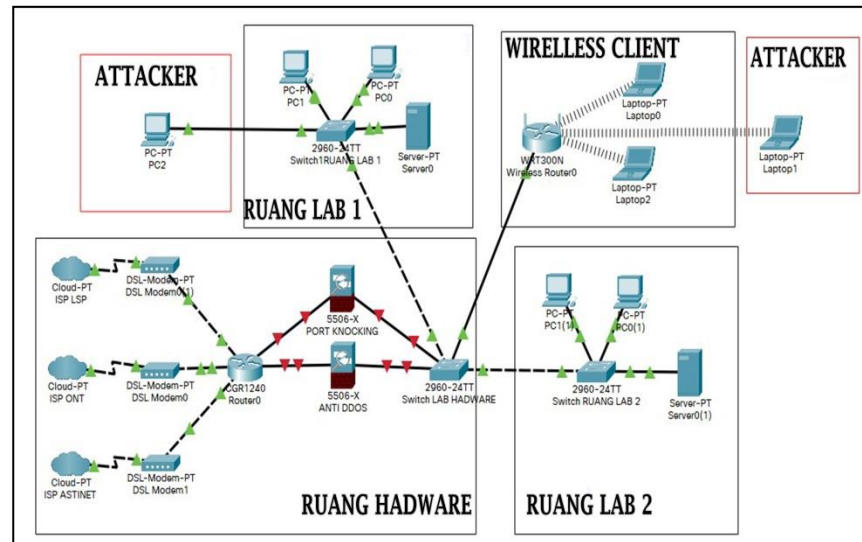 ATTACKER
PC-PT
PC2
PC-PT
PC1
PC-PT
PC0
2960-24TT
Switch1RUANG LAB 1
Server-PT
Server0
RUANG LAB 1
WIRELESS CLIENT
Laptop-PT
Laptop0
WRT300N
Wireless Router0
Laptop-PT
Laptop2
ATTACKER
Laptop-PT
Laptop1
Cloud-PT
ISP LSP
DSL-Modem-PT
DSL Modem0(1)
Cloud-PT
ISP ONT
DSL-Modem-PT
DSL Modem0
Cloud-PT
ISP ASTINET
DSL-Modem-PT
DSL Modem1
CGR1240
Router0
5506-X
PORT KNOCKING
5506-X
ANTI DDOS
2960-24TT
Switch LAB HADWARE
RUANG HADWARE
PC-PT
PC1(1)
PC-PT
PC0(1)
2960-24TT
Switch RUANG LAB 2
Server-PT
Server0(1)
RUANG LAB 2